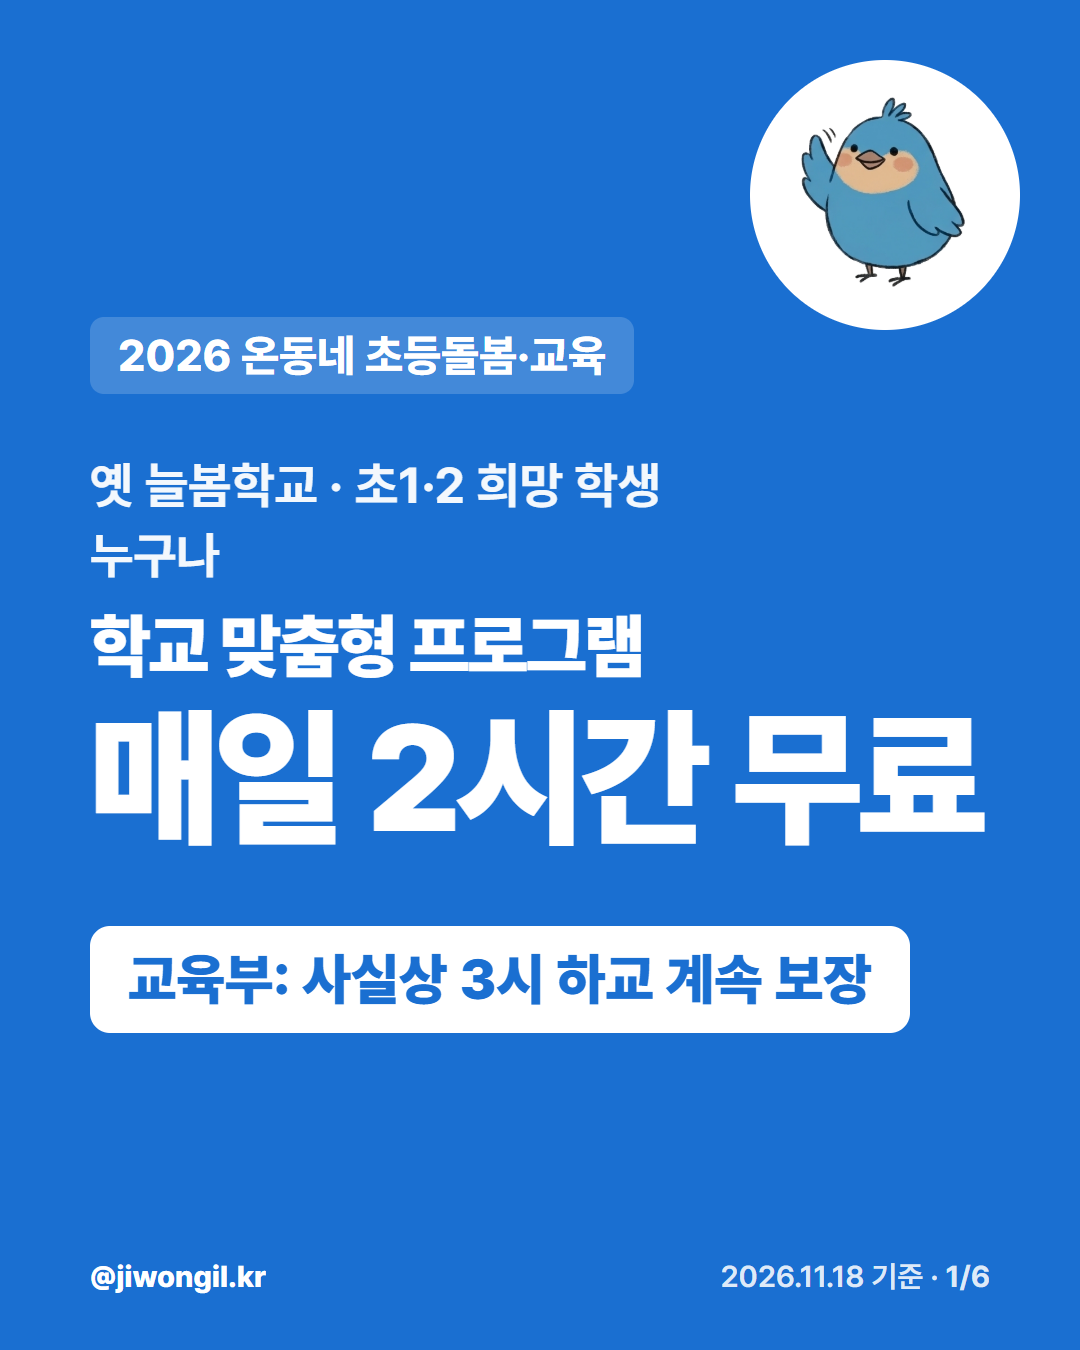 2026 온동네 초등돌봄·교육
옛 늘봄학교 · 초1·2 희망 학생
누구나
학교 맞춤형 프로그램
매일 2시간 무료
교육부: 사실상 3시 하교 계속 보장
@jiwongil.kr
2026.11.18 기준 · 1/6